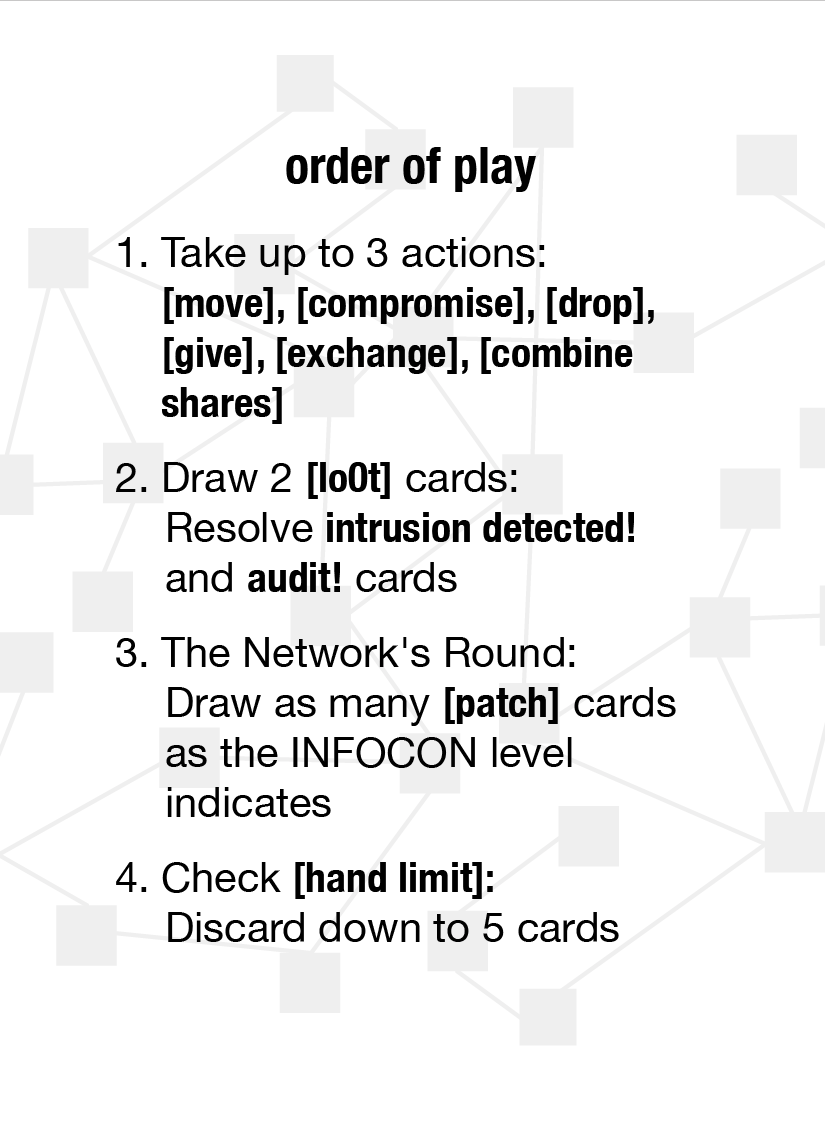 order of play
1. Take up to 3 actions:
[move], [compromise], [drop],
[give], [exchange], [combine
shares]
2. Draw 2 [lo0t] cards:
Resolve intrusion detected!
and audit! cards
3. The Network's Round:
Draw as many [patch] cards
as the INFOCON level
indicates
4. Check [hand limit]:
Discard down to 5 cards